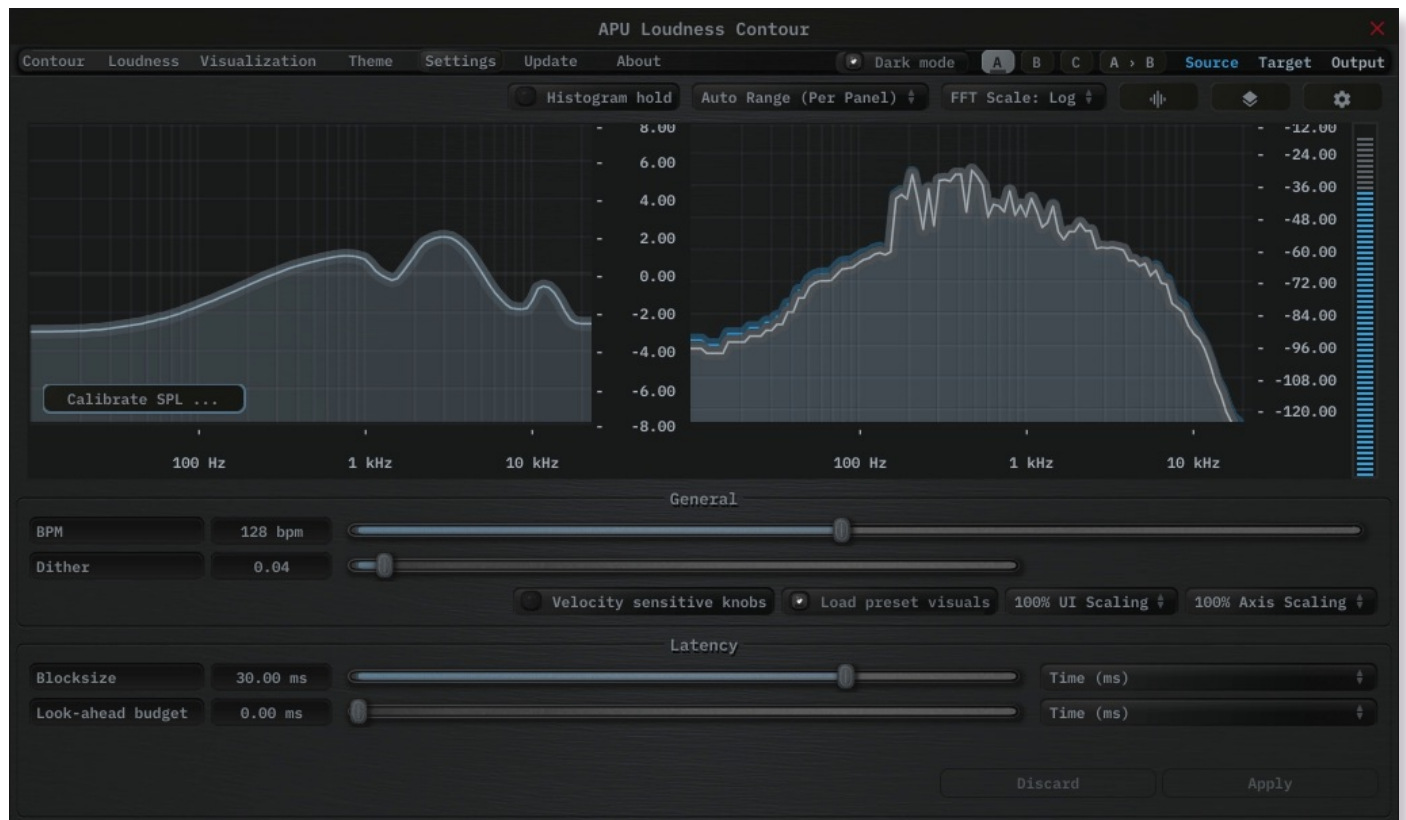 APU Loudness Contour
Contour Loudness Visualization Theme Settings Update About Dark mode A B C A › B Source Target Output
Histogram hold Auto Range (Per Panel) FFT Scale: Log
8.00
6.00
4.00
2.00
0.00
-2.00
-4.00
-6.00
-8.00
Calibrate SPL ...
100 Hz 1 kHz 10 kHz
-12.00
-24.00
-36.00
-48.00
-60.00
-72.00
-84.00
-96.00
-108.00
-120.00
100 Hz 1 kHz 10 kHz
General
BPM 128 bpm
Dither 0.04
Velocity sensitive knobs Load preset visuals 100% UI Scaling 100% Axis Scaling
Latency
Blocksize 30.00 ms Time (ms)
Look-ahead budget 0.00 ms Time (ms)
Discard Apply